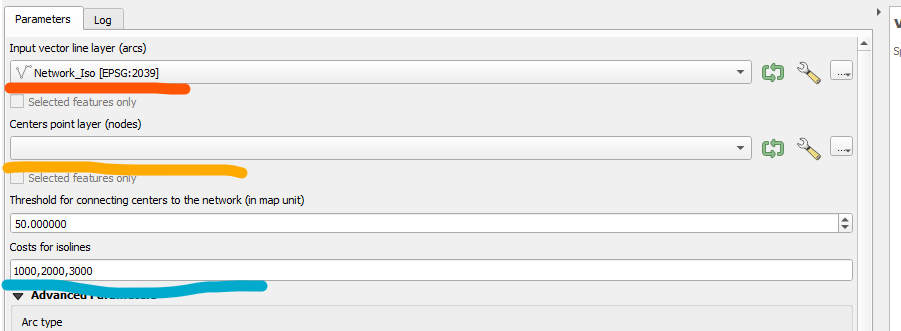 Parameters
Log
Input vector line layer (arcs)
Network_Iso [EPSG:2039]
...
Selected features only
Centers point layer (nodes)
...
Selected features only
Threshold for connecting centers to the network (in map unit)
50.000000
Costs for isolines
1000,2000,3000
Advanced Parameters
Arc type